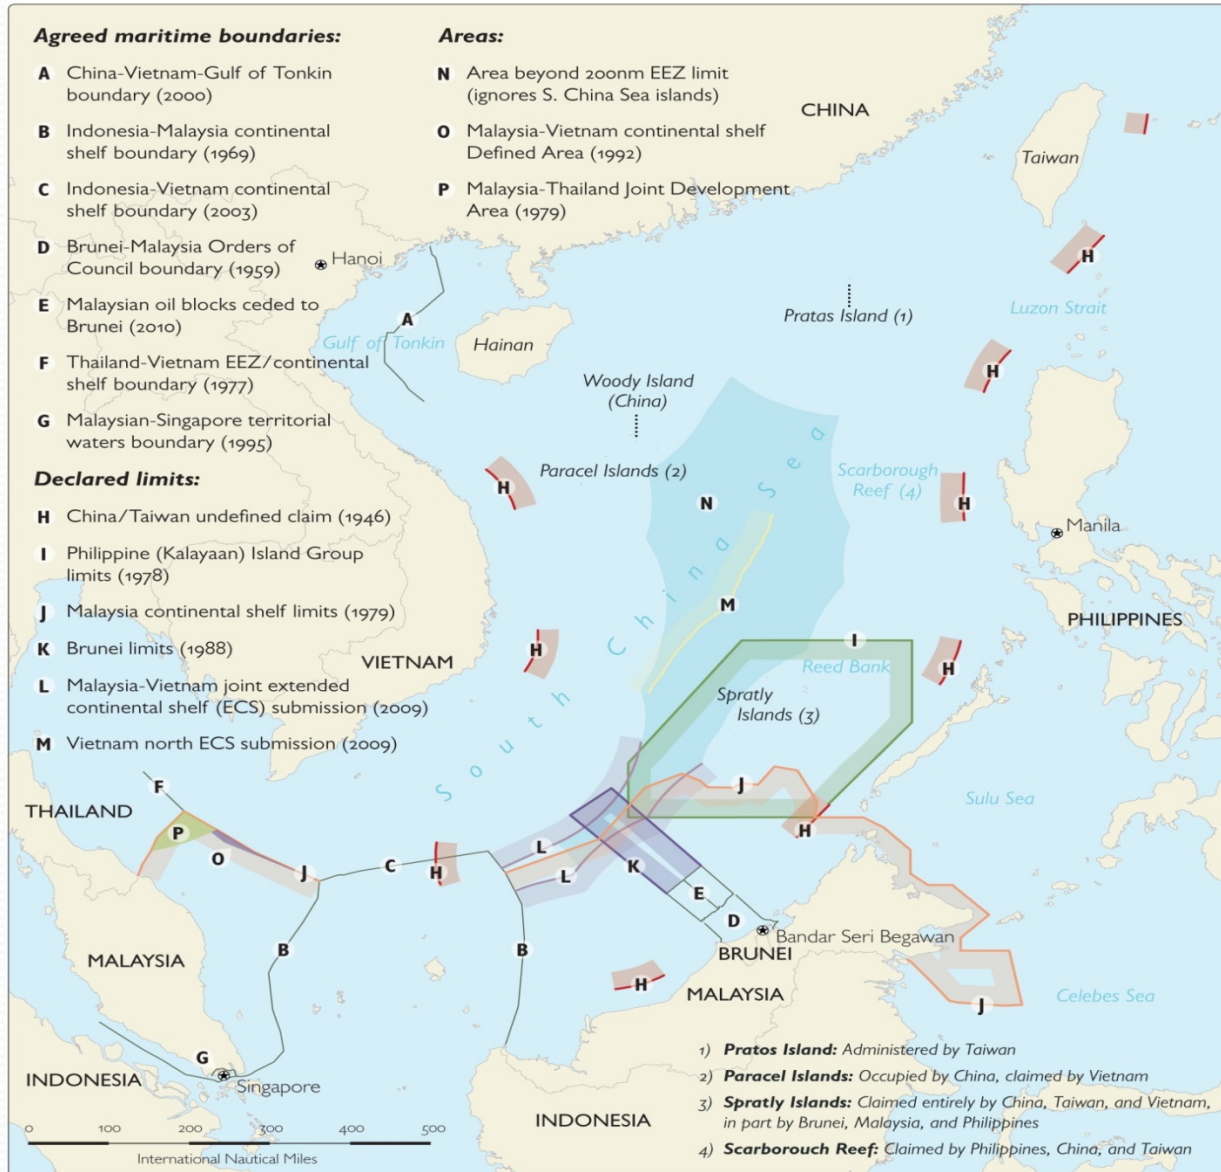 Agreed maritime boundaries:
A China-Vietnam-Gulf of Tonkin
boundary (2000)
B Indonesia-Malaysia continental
shelf boundary (1969)
C Indonesia-Vietnam continental
shelf boundary (2003)
D Brunei-Malaysia Orders of
Council boundary (1959)
E Malaysian oil blocks ceded to
Brunei (2010)
F Thailand-Vietnam EEZ/continental
shelf boundary (1977)
G Malaysian-Singapore territorial
waters boundary (1995)
Declared limits:
H China/Taiwan undefined claim (1946)
I Philippine (Kalayaan) Island Group
limits (1978)
J Malaysia continental shelf limits (1979)
K Brunei limits (1988)
L Malaysia-Vietnam joint extended
continental shelf (ECS) submission (2009)
M Vietnam north ECS submission (2009)
Areas:
N Area beyond 200nm EEZ limit
(ignores S. China Sea islands)
O Malaysia-Vietnam continental shelf
Defined Area (1992)
P Malaysia-Thailand Joint Development
Area (1979)
CHINA
Taiwan
Hanoi
H
Luzon Strait
Pratas Island (1)
A
Gulf of Tonkin
Hainan
H
Woody Island
(China)
Paracel Islands (2)
Scarborough
Reef (4)
H
N
H
Manila
South China Sea
M
PHILIPPINES
VIETNAM
H
I
Reed Bank
H
Spratly
Islands (3)
F
THAILAND
J
Sulu Sea
P
O
J
C
H
L
L
K
H
E
D
B
B
Bandar Seri Begawan
BRUNEI
MALAYSIA
H
MALAYSIA
J
Celebes Sea
G
INDONESIA
Singapore
INDONESIA
0 100 200 300 400 500
International Nautical Miles
1) Pratos Island: Administered by Taiwan
2) Paracel Islands: Occupied by China, claimed by Vietnam
3) Spratly Islands: Claimed entirely by China, Taiwan, and Vietnam,
in part by Brunei, Malaysia, and Philippines
4) Scarborouch Reef: Claimed by Philippines, China, and Taiwan